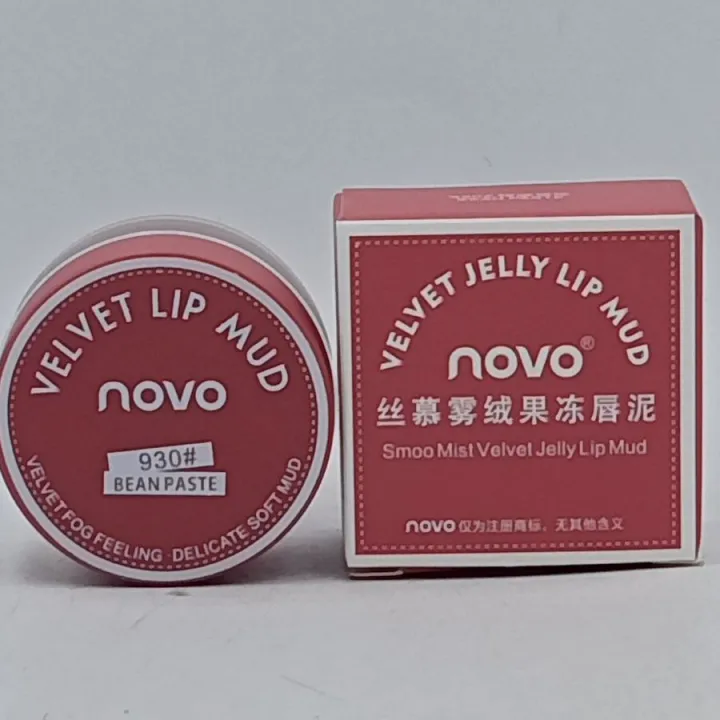 VELVET LIP MUD
novo
930#
BEAN PASTE
VELVET FOG FEELING · DELICATE SOFT MUD
VELVET JELLY LIP MUD
novo®
丝慕雾绒果冻唇泥
Smoo Mist Velvet Jelly Lip Mud
novo 仅为注册商标，无其他含义